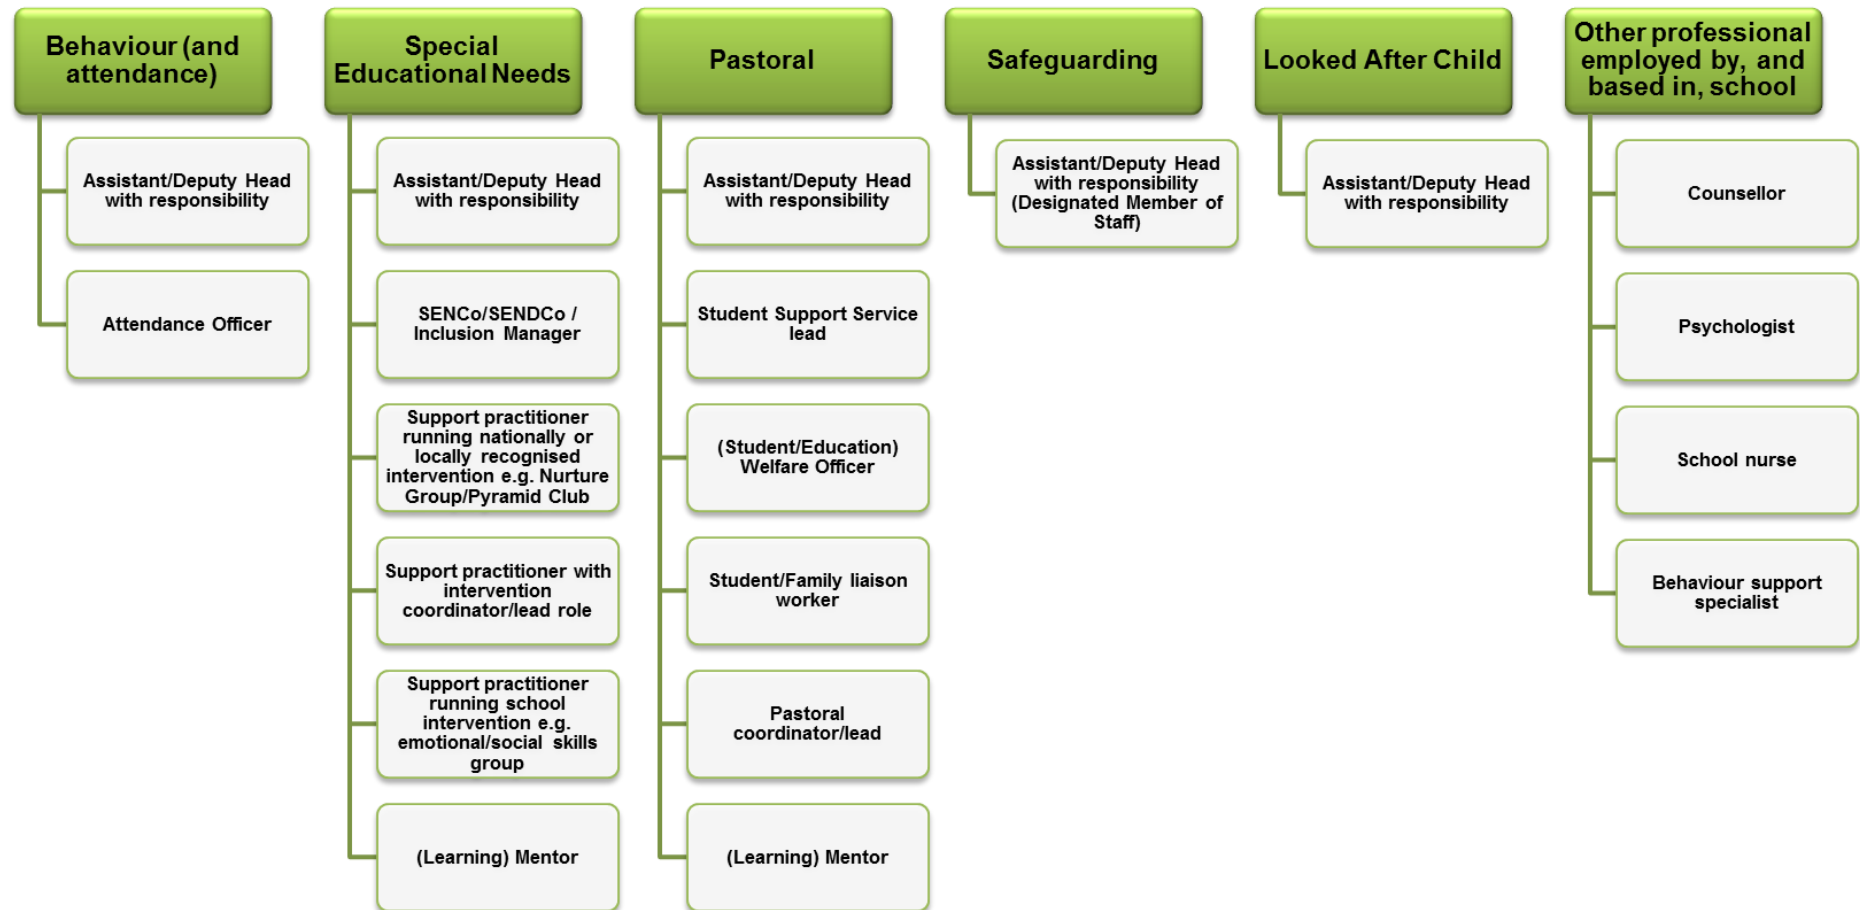 Behaviour (and
attendance)
Assistant/Deputy Head
with responsibility
Attendance Officer
Special
Educational Needs
Assistant/Deputy Head
with responsibility
SENCo/SENDCo /
Inclusion Manager
Support practitioner
running nationally or
locally recognised
intervention e.g. Nurture
Group/Pyramid Club
Support practitioner with
intervention
coordinator/lead role
Support practitioner
running school
intervention e.g.
emotional/social skills
group
(Learning) Mentor
Pastoral
Assistant/Deputy Head
with responsibility
Student Support Service
lead
(Student/Education)
Welfare Officer
Student/Family liaison
worker
Pastoral
coordinator/lead
(Learning) Mentor
Safeguarding
Assistant/Deputy Head
with responsibility
(Designated Member of
Staff)
Looked After Child
Assistant/Deputy Head
with responsibility
Other professional
employed by, and
based in, school
Counsellor
Psychologist
School nurse
Behaviour support
specialist